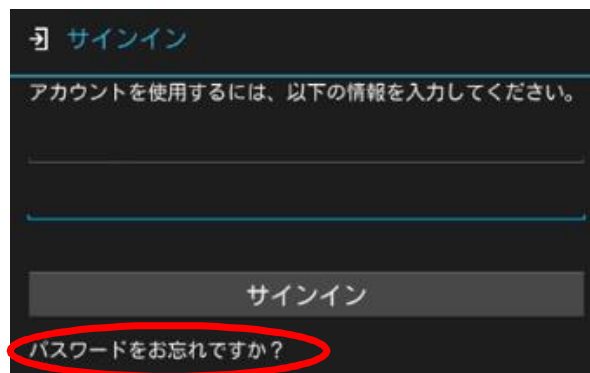 サインイン
アカウントを使用するには、以下の情報を入力してください。
サインイン
パスワードをお忘れですか？